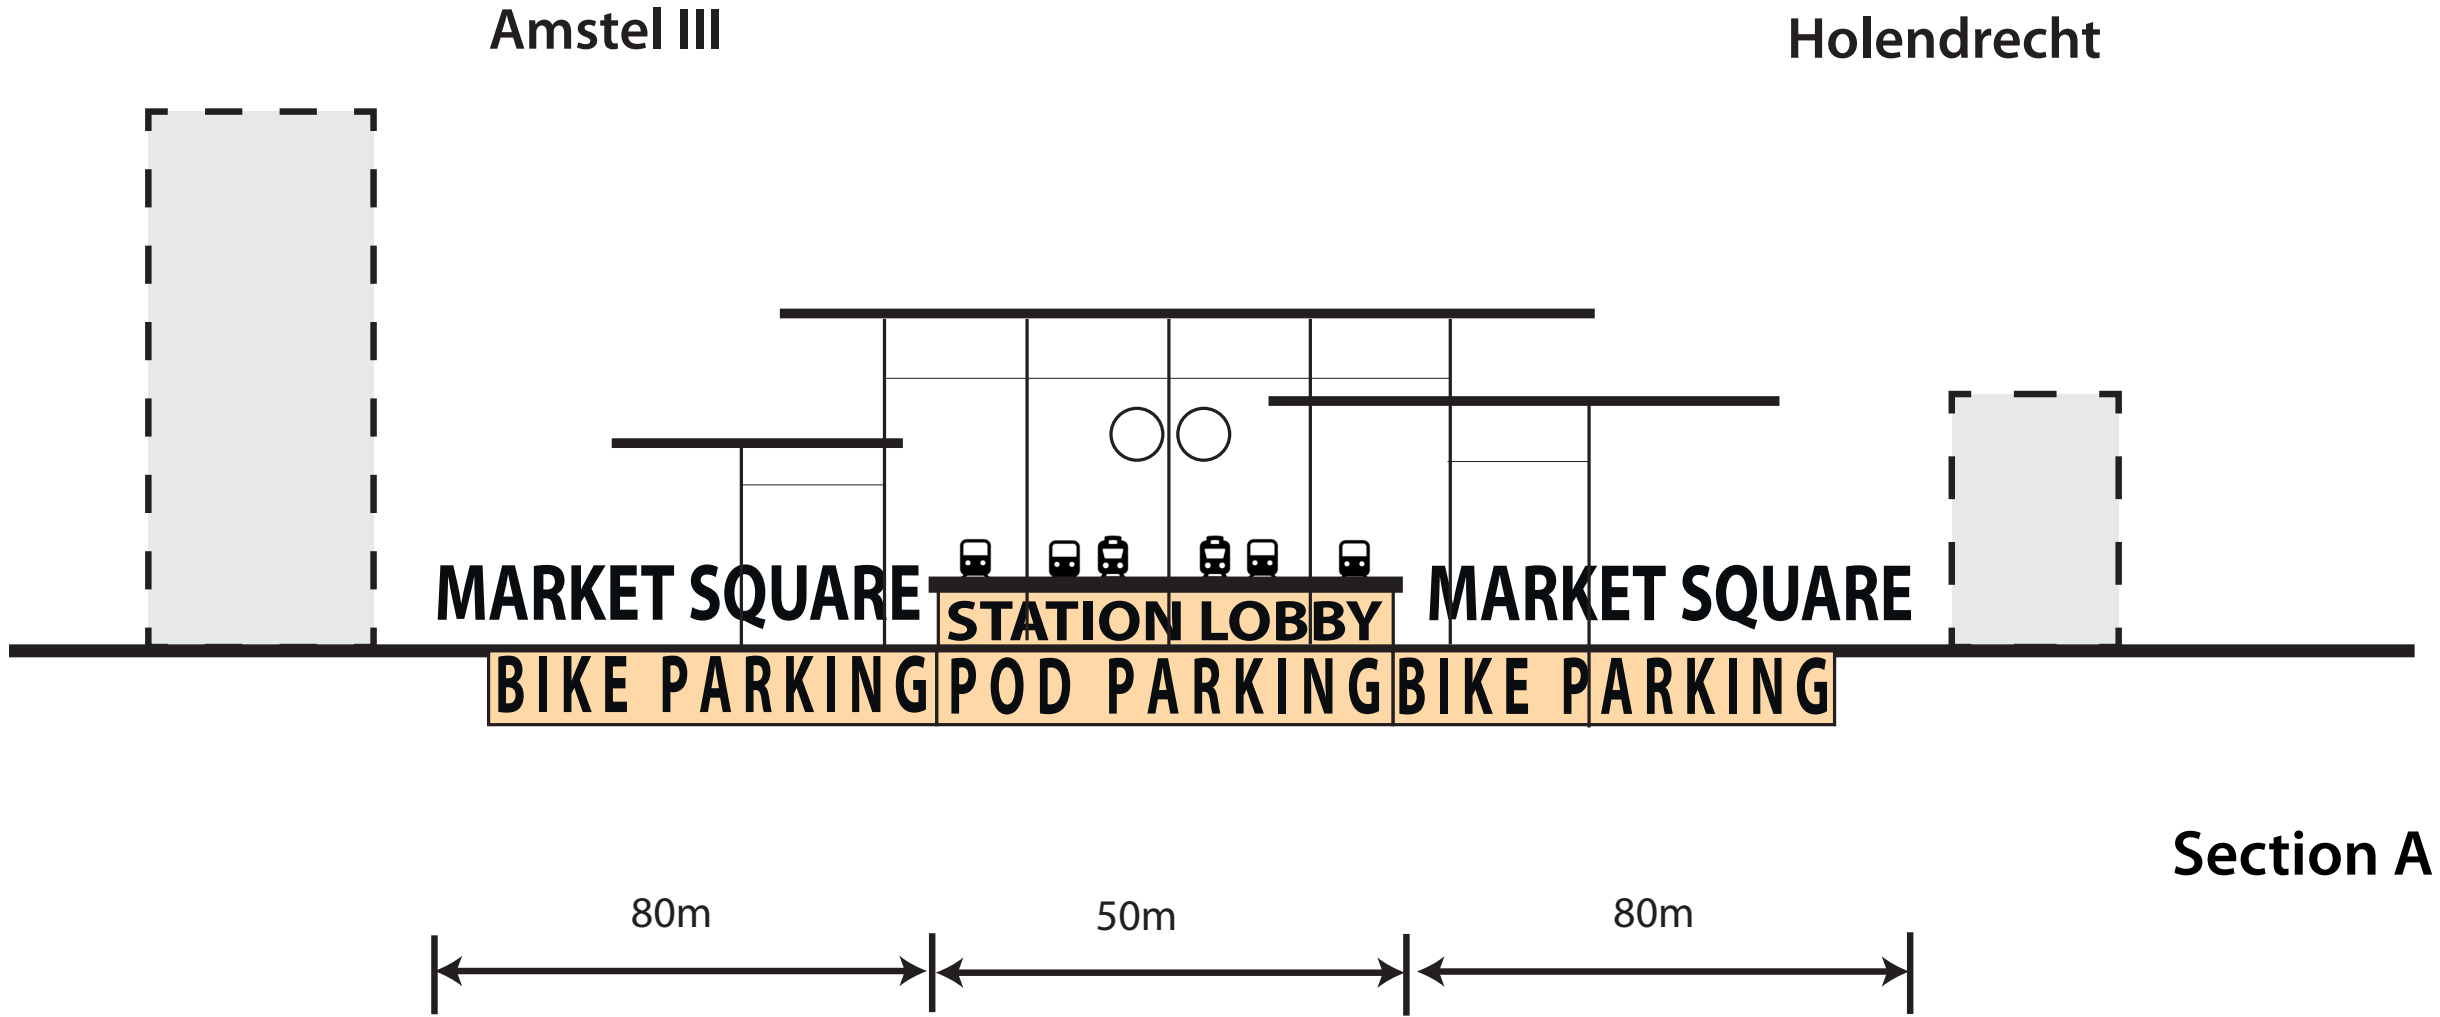 Amstel III
Holendrecht
MARKET SQUARE
STATION LOBBY
MARKET SQUARE
BIKE PARKING
POD PARKING
BIKE PARKING
Section A
80m
50m
80m